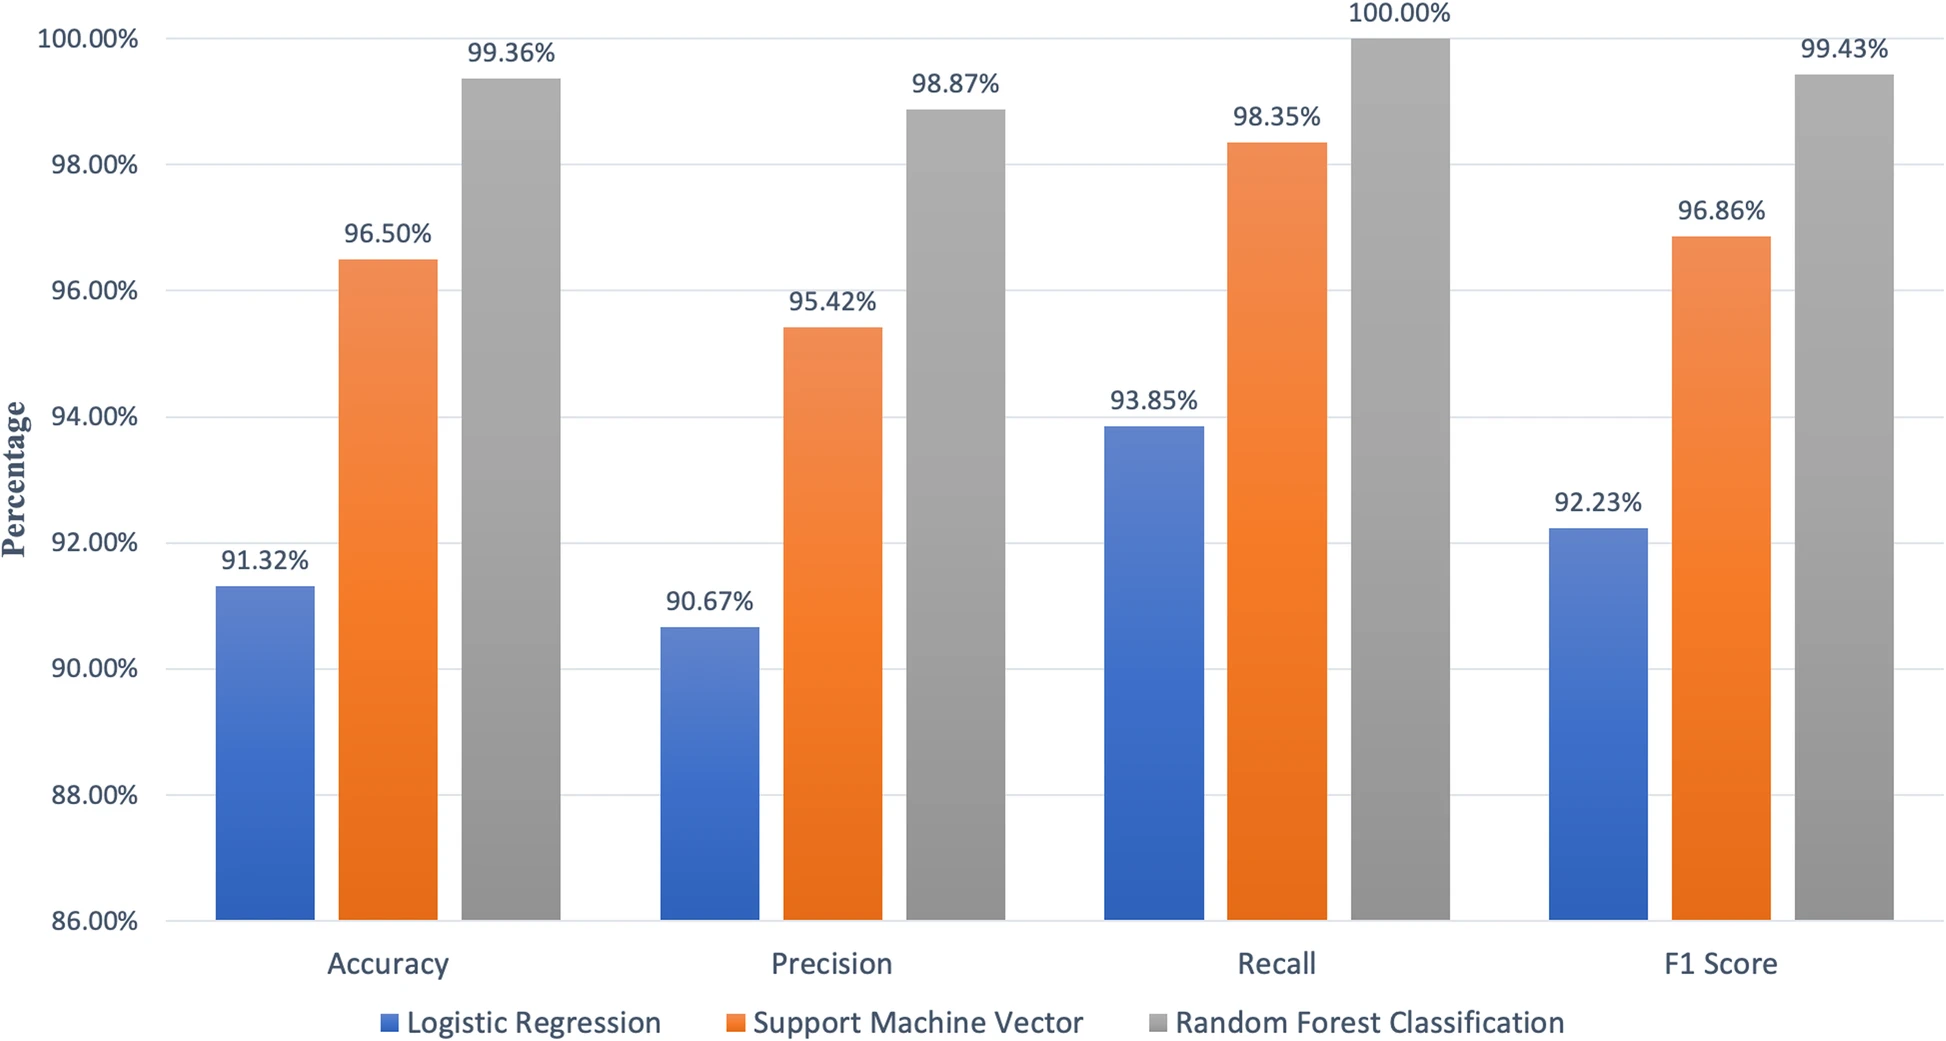 100.00%
98.00%
96.00%
94.00%
92.00%
90.00%
88.00%
86.00%
Percentage
91.32%
96.50%
99.36%
90.67%
95.42%
98.87%
93.85%
98.35%
100.00%
92.23%
96.86%
99.43%
Accuracy
Precision
Recall
F1 Score
Logistic Regression
Support Machine Vector
Random Forest Classification